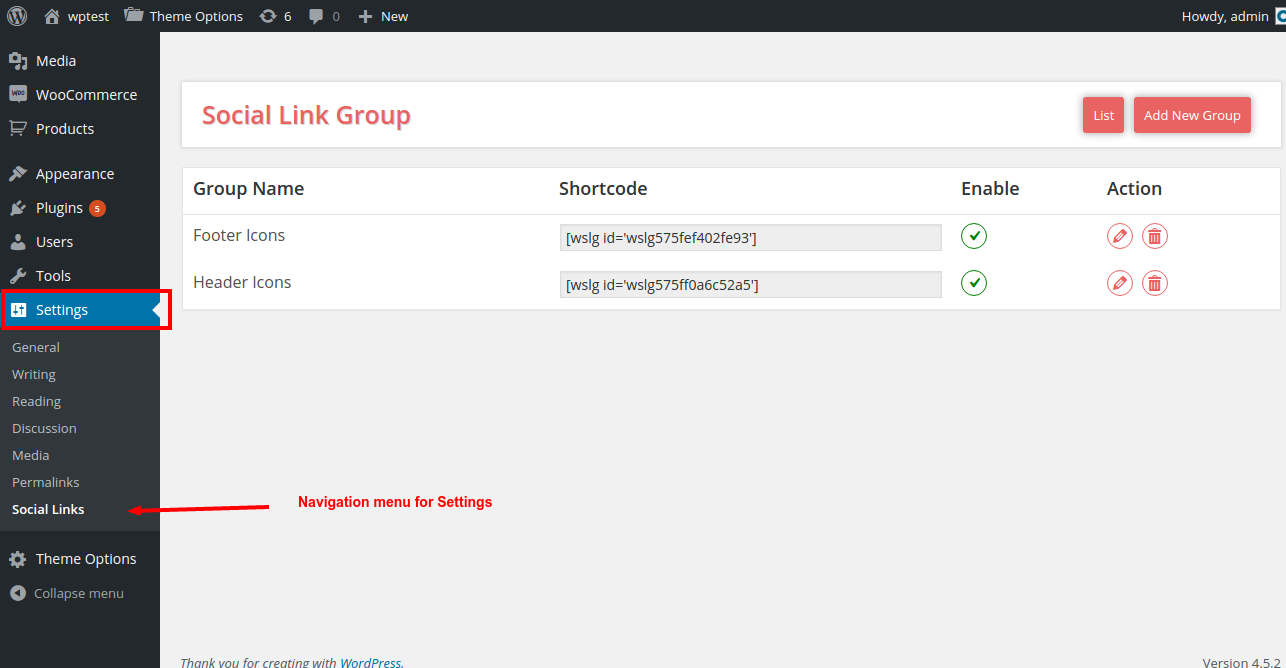 wptest Theme Options 6 0 New Howdy, admin
Media
WooCommerce
Products
Appearance
Plugins 5
Users
Tools
Settings
General
Writing
Reading
Discussion
Media
Permalinks
Social Links
Theme Options
Collapse menu
Social Link Group List Add New Group
Group Name Shortcode Enable Action
Footer Icons [wslg id='wslg575fef402fe93']
Header Icons [wslg id='wslg575ff0a6c52a5']
Navigation menu for Settings
Thank you for creating with WordPress. Version 4.5.2